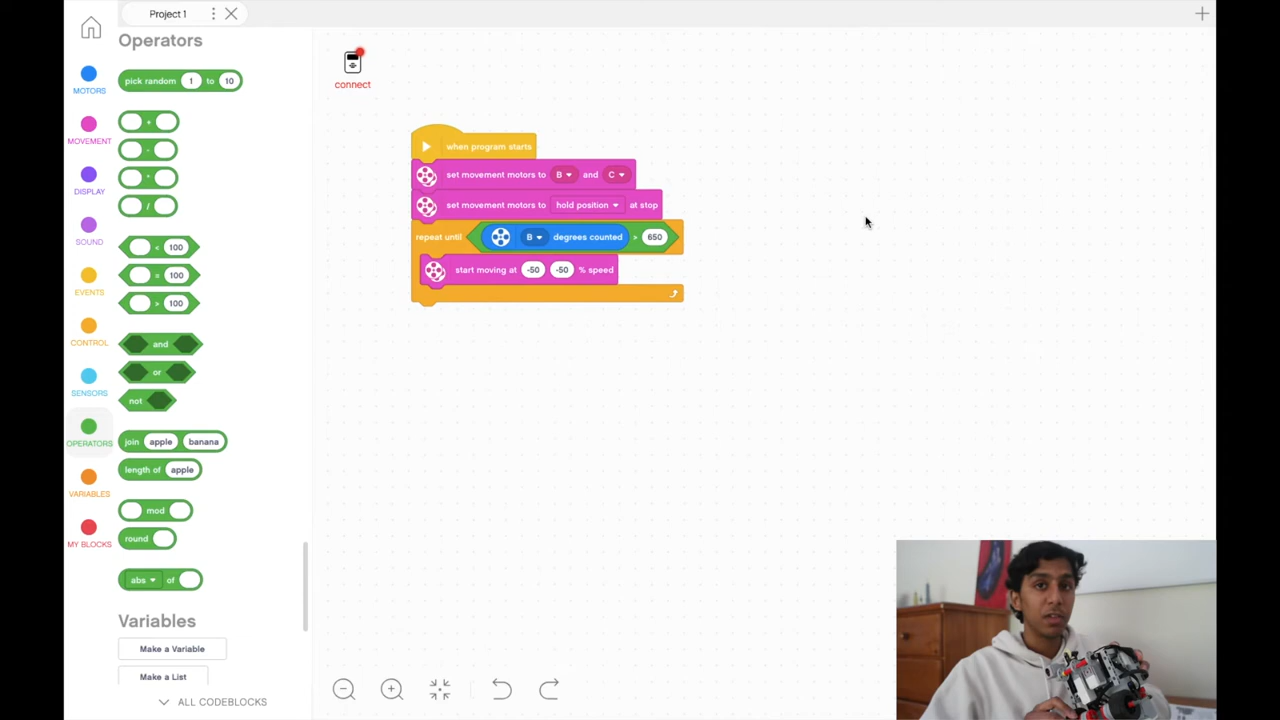 Project 1
Operators
pick random 1 to 10
+
-
*
/
< 100
= 100
> 100
and
or
not
join apple banana
length of apple
mod
round
abs of
Variables
Make a Variable
Make a List
ALL CODEBLOCKS
MOTORS
MOVEMENT
DISPLAY
SOUND
EVENTS
CONTROL
SENSORS
OPERATORS
VARIABLES
MY BLOCKS
connect
when program starts
set movement motors to B and C
set movement motors to hold position at stop
repeat until B degrees counted > 650
start moving at -50 -50 % speed